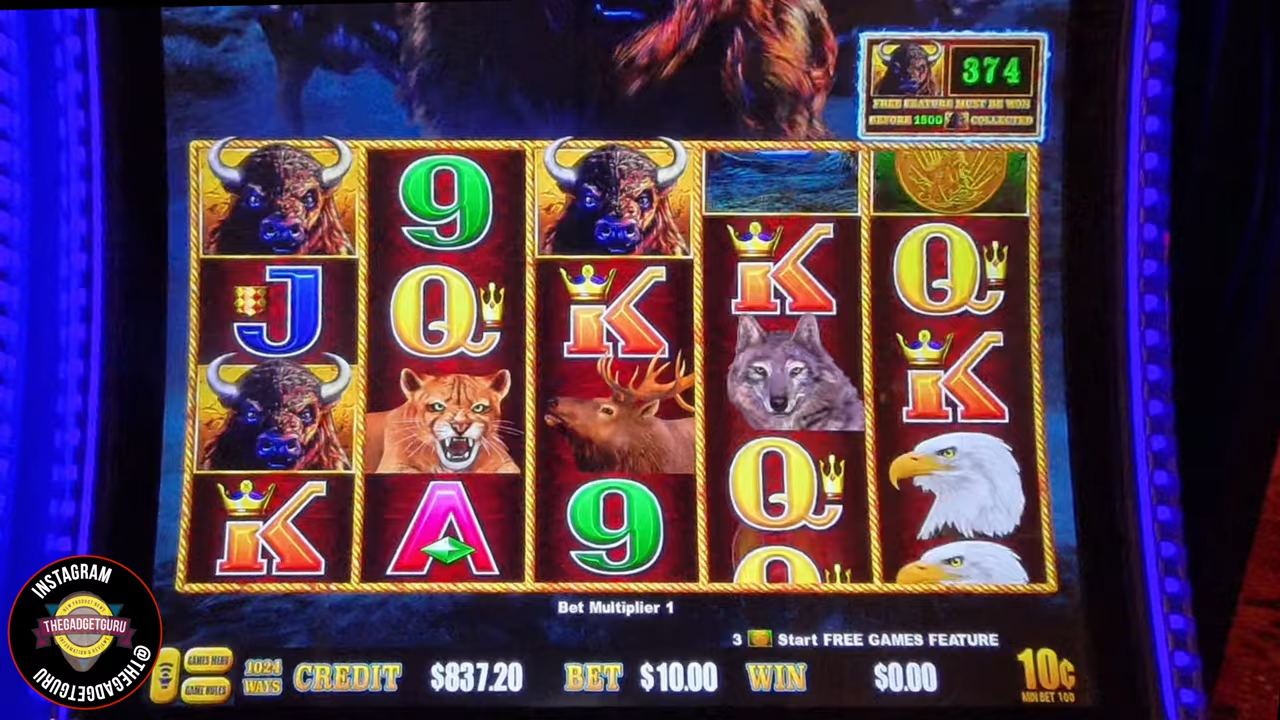 374
FREE FEATURE MUST BE WON
BEFORE 1800 COLLECTED
9
K
Q
J
Q
K
K
Q
K
A
9
Q
Bet Multiplier 1
3 Start FREE GAMES FEATURE
GAMES MENU
GAME RULES
1024 WAYS
CREDIT $837.20 BET $10.00 WIN $0.00
10¢
MIDI BET 100
INSTAGRAM
THEGADGETGURU
@THEGADGETGURU